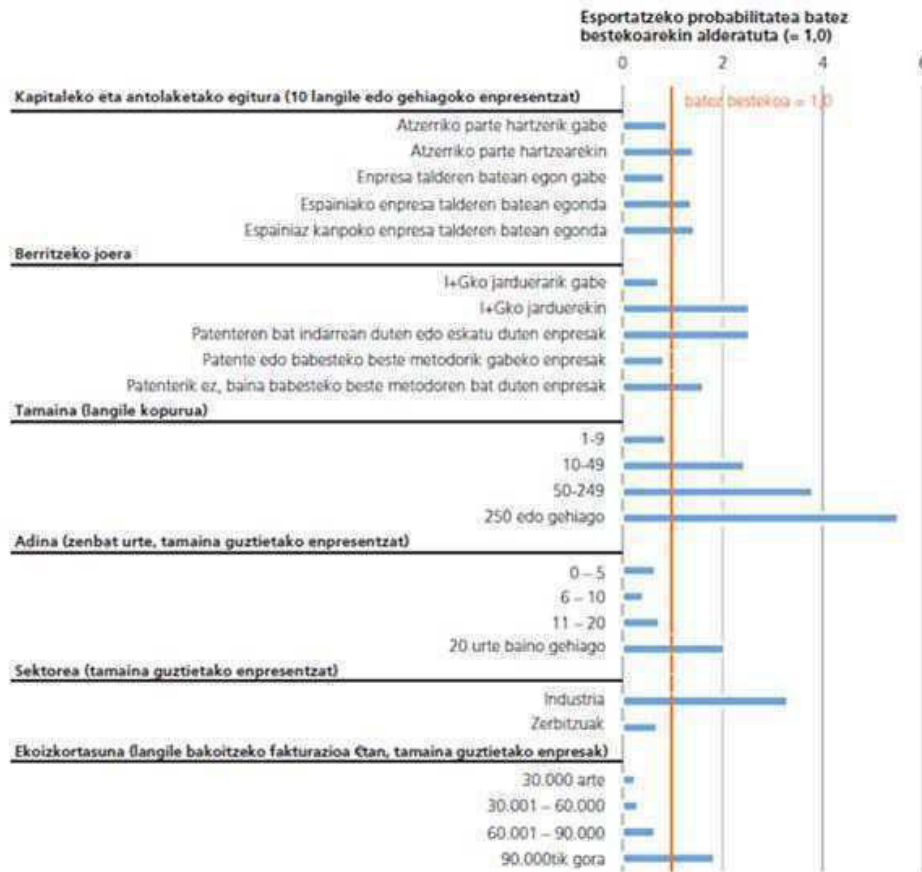 Esportatzeko probabilitatea batez
bestekoarekin alderatuta (= 1,0)
0 2 4 6
Kapitaleko eta antolaketako egitura (10 langile edo gehiagoko enpresentzat)
batez bestekoa = 1,0
Atzerriko parte hartzerik gabe
Atzerriko parte hartzearekin
Enpresa talderen batean egon gabe
Espainiako enpresa talderen batean egonda
Espainiaz kanpoko enpresa talderen batean egonda
Berritzeko joera
I+Gko jarduerarik gabe
I+Gko jarduerekin
Patenteren bat indarrean duten edo eskatu duten enpresak
Patente edo babesteko beste metodorik gabeko enpresak
Patenterik ez, baina babesteko beste metodoren bat duten enpresak
Tamaina (langile kopurua)
1-9
10-49
50-249
250 edo gehiago
Adina (zenbat urte, tamaina guztietako enpresentzat)
0 – 5
6 – 10
11 – 20
20 urte baino gehiago
Sektorea (tamaina guztietako enpresentzat)
Industria
Zerbitzuak
Ekoizkortasuna (langile bakoitzeko fakturazioa €tan, tamaina guztietako enpresak)
30.000 arte
30.001 – 60.000
60.001 – 90.000
90.000tik gora